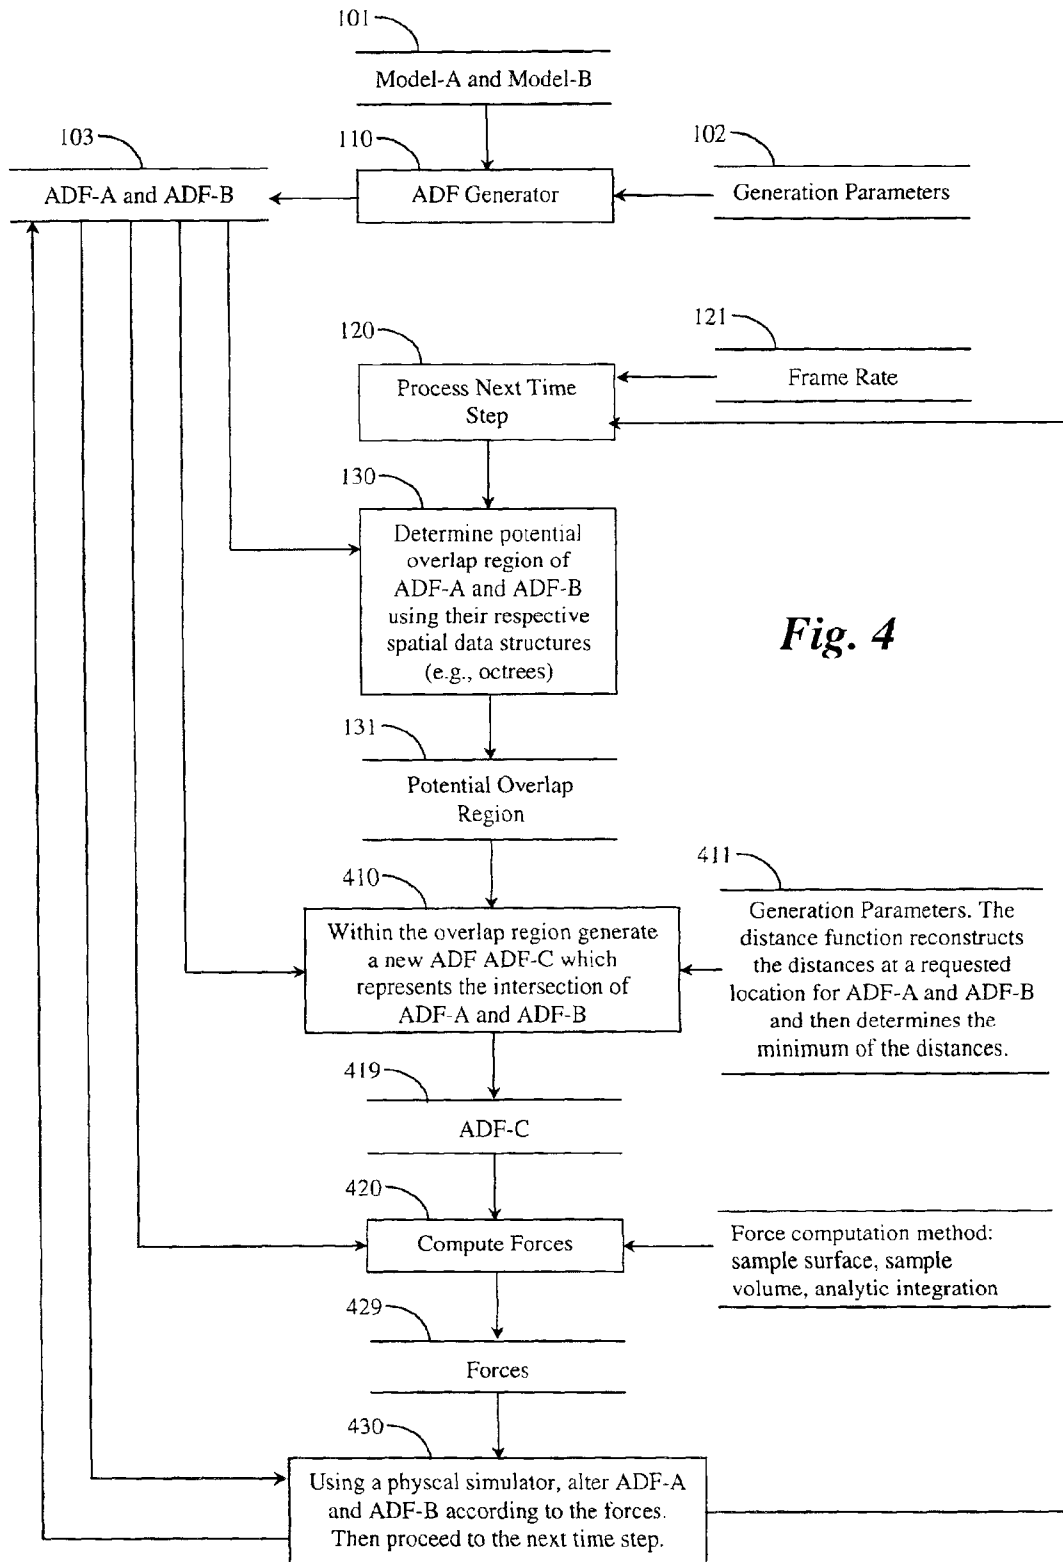 101
Model-A and Model-B
103
110
102
ADF-A and ADF-B
ADF Generator
Generation Parameters
120
121
Process Next Time
Step
Frame Rate
130
Determine potential
overlap region of
ADF-A and ADF-B
using their respective
spatial data structures
(e.g., octrees)
Fig. 4
131
Potential Overlap
Region
410
Within the overlap region generate
a new ADF ADF-C which
represents the intersection of
ADF-A and ADF-B
411
Generation Parameters. The
distance function reconstructs
the distances at a requested
location for ADF-A and ADF-B
and then determines the
minimum of the distances.
419
ADF-C
420
Compute Forces
Force computation method:
sample surface, sample
volume, analytic integration
429
Forces
430
Using a physcal simulator, alter ADF-A
and ADF-B according to the forces.
Then proceed to the next time step.